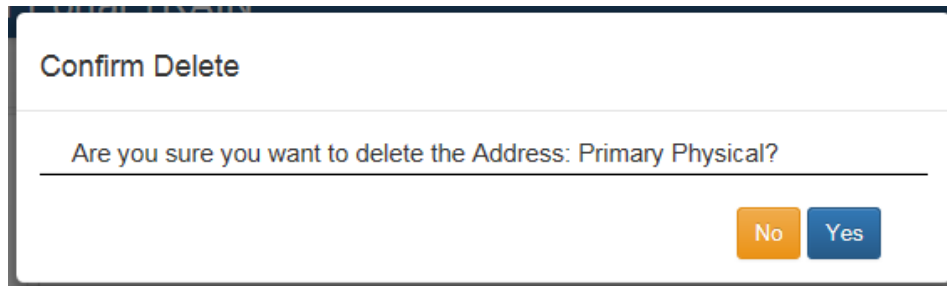 Confirm Delete
Are you sure you want to delete the Address: Primary Physical?
No Yes